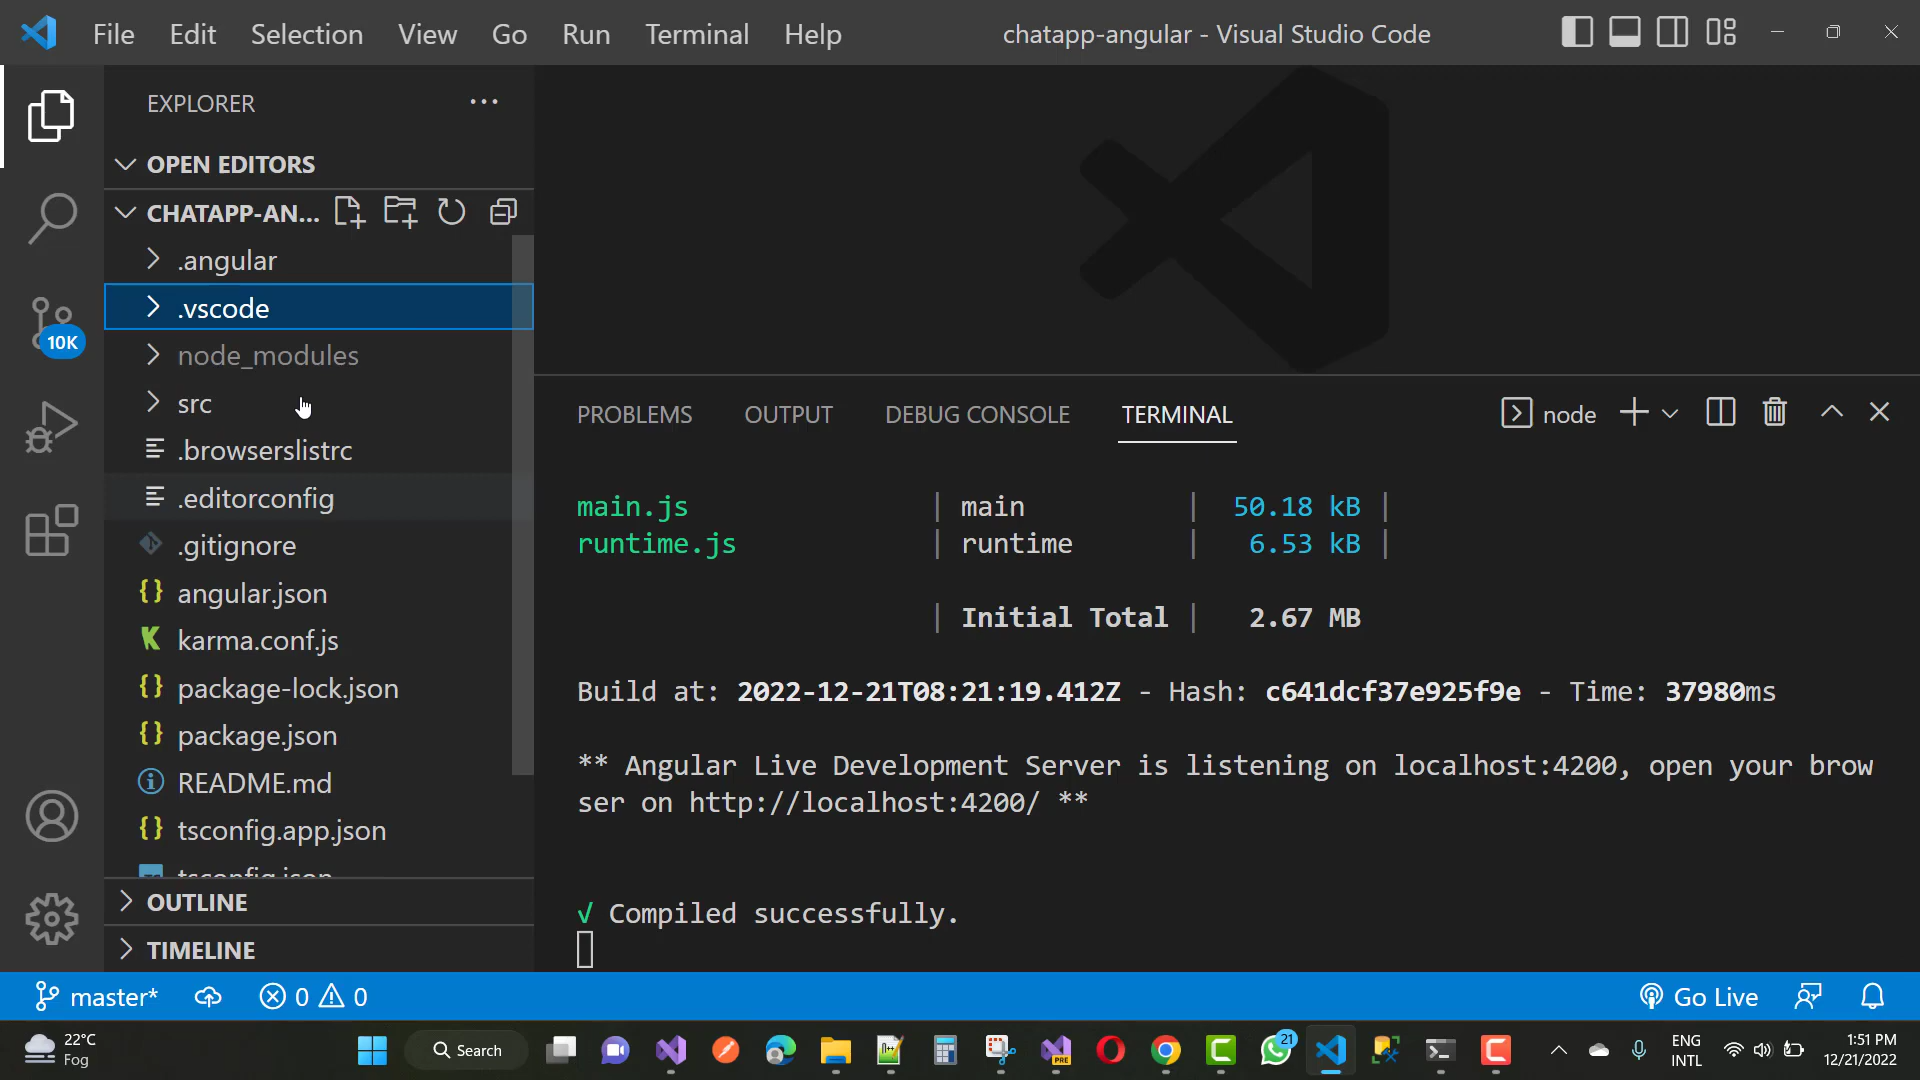 File Edit Selection View Go Run Terminal Help
chatapp-angular - Visual Studio Code
EXPLORER
OPEN EDITORS
CHATAPP-AN...
.angular
.vscode
node_modules
src
.browserslistrc
.editorconfig
.gitignore
angular.json
karma.conf.js
package-lock.json
package.json
README.md
tsconfig.app.json
tsconfig.json
OUTLINE
TIMELINE
10K
PROBLEMS OUTPUT DEBUG CONSOLE TERMINAL
node
main.js | main | 50.18 kB |
runtime.js | runtime | 6.53 kB |
| Initial Total | 2.67 MB
Build at: 2022-12-21T08:21:19.412Z - Hash: c641dcf37e925f9e - Time: 37980ms
** Angular Live Development Server is listening on localhost:4200, open your brow
ser on http://localhost:4200/ **
√ Compiled successfully.
master* 0 0
Go Live
22°C
Fog
Search
PRE
21
ENG
INTL
1:51 PM
12/21/2022